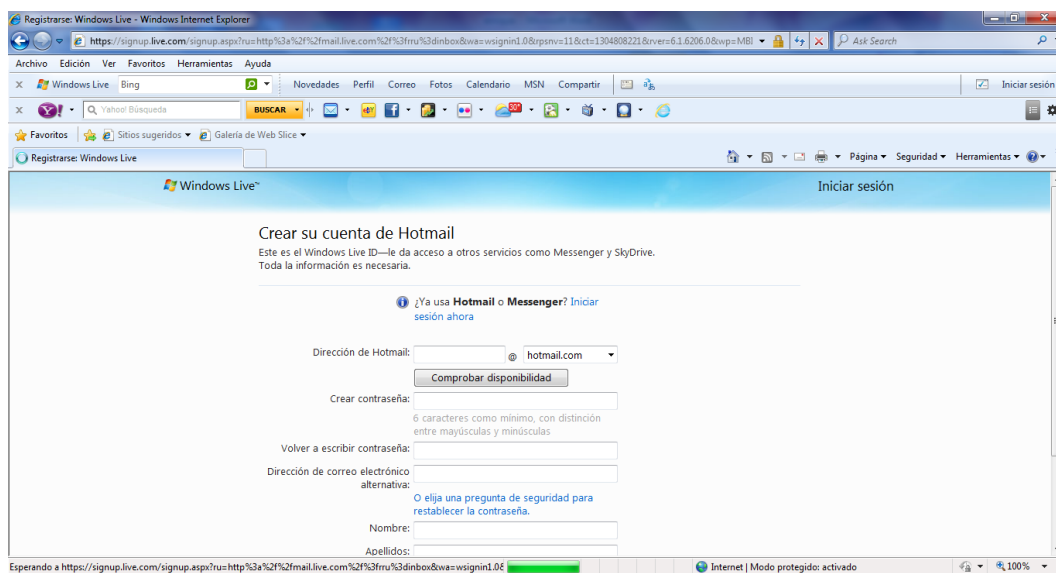 Registrarse: Windows Live - Windows Internet Explorer
https://signup.live.com/signup.aspx?ru=http%3a%2f%2fmail.live.com%2f%3frru%3dinbox&wa=wsignin1.0&rpsnv=11&ct=1304808221&rver=6.1.6206.0&wp=MBI
Ask Search
Archivo Edición Ver Favoritos Herramientas Ayuda
X Windows Live Bing Novedades Perfil Correo Fotos Calendario MSN Compartir Iniciar sesión
X Y! Yahoo! Búsqueda BUSCAR eBY 30°
Favoritos Sitios sugeridos Galería de Web Slice
Registrarse: Windows Live Página Seguridad Herramientas
Windows Live™ Iniciar sesión
Crear su cuenta de Hotmail
Este es el Windows Live ID—le da acceso a otros servicios como Messenger y SkyDrive.
Toda la información es necesaria.
¿Ya usa Hotmail o Messenger? Iniciar
sesión ahora
Dirección de Hotmail: @ hotmail.com
Comprobar disponibilidad
Crear contraseña:
6 caracteres como mínimo, con distinción
entre mayúsculas y minúsculas
Volver a escribir contraseña:
Dirección de correo electrónico
alternativa:
O elija una pregunta de seguridad para
restablecer la contraseña.
Nombre:
Apellidos:
Esperando a https://signup.live.com/signup.aspx?ru=http%3a%2f%2fmail.live.com%2f%3frru%3dinbox&wa=wsignin1.0& Internet | Modo protegido: activado 100%